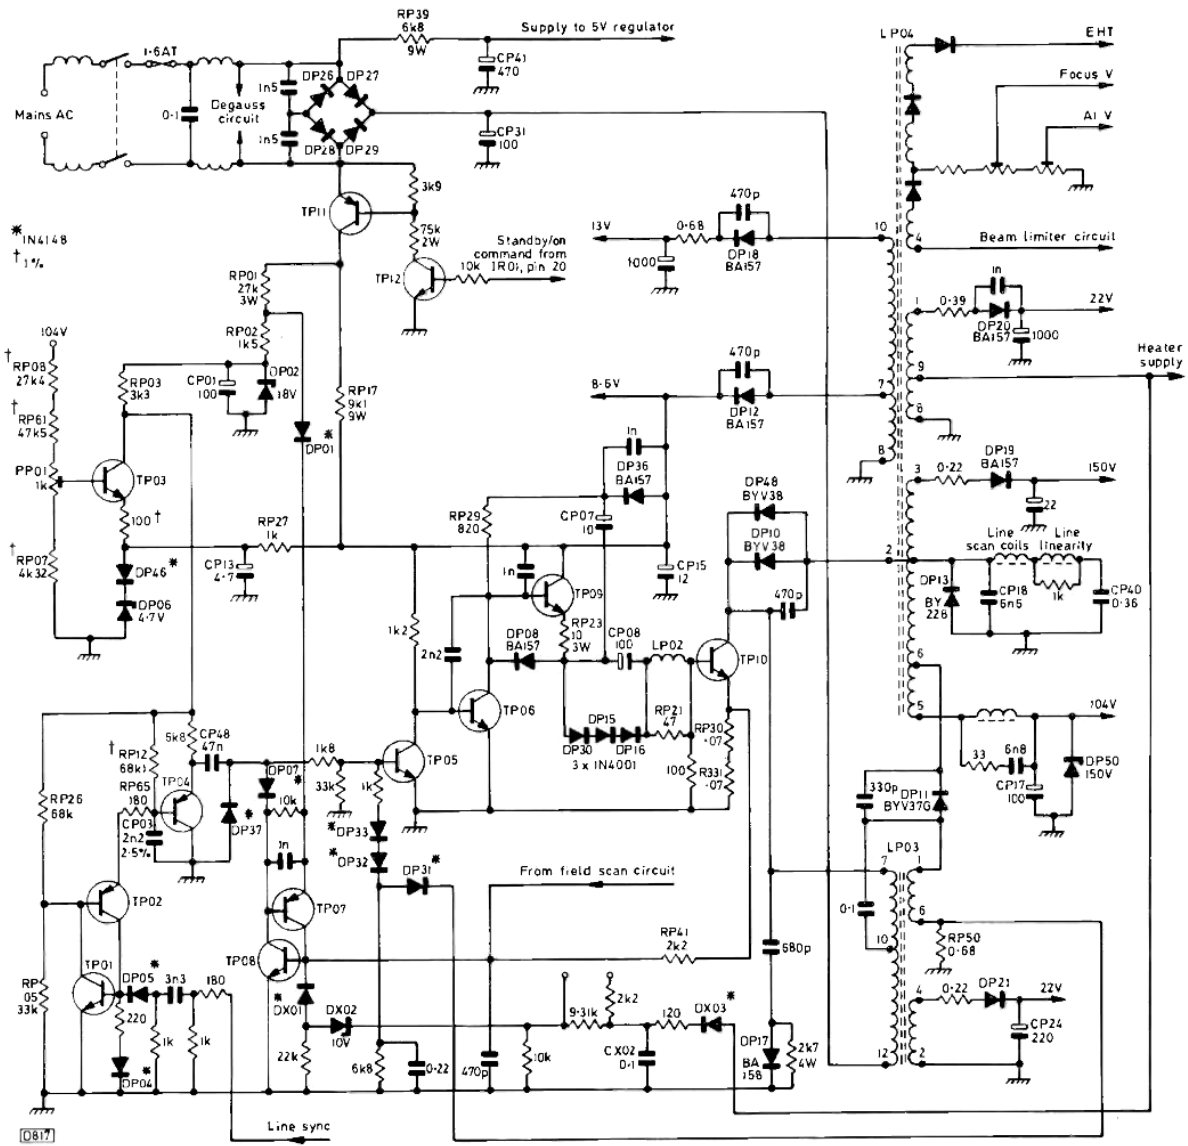 RP39
6k8
9W
Supply to 5V regulator
LP04
EHT
1·6AT
CP41
470
DP26
DP27
1n5
Focus V
Mains AC
0·1
Degauss
circuit
A1 V
1n5
CP31
100
DP28
DP29
3k9
TP11
470p
* 1N4148
† 1%
75k
2W
13V
0·68
10
4
Standby/on
command from
IR01, pin 20
1000
DP18
BA157
Beam limiter circuit
RP01
27k
3W
TP12
10k
1n
1
0·39
22V
104V
RP02
1k5
DP20
BA157
1000
† RP08
27k4
RP03
3k3
CP01
100
DP02
18V
470p
Heater
supply
9
RP17
9k1
9W
8·6V
7
† RP61
47k5
DP01 *
DP12
BA157
6
1n
8
PP01
1k
TP03
DP36
BA157
3
0·22
DP19
BA157
150V
DP48
BYV38
100 †
RP27
1k
RP29
820
CP07
10
22
DP10
BYV38
Line
scan coils
Line
linearity
† RP07
4k32
DP46 *
CP13
4·7
2
1n
CP15
12
DP13
BY
228
CP18
6n5
1k
CP40
0·36
DP06
4·7V
TP09
470p
1k2
RP23
10
3W
2n2
DP08
BA157
CP08
100
LP02
TP10
6
TP06
5
104V
5k8
CP48
47n
RP21
47
DP30
DP15
DP16
3 x 1N4001
RP30
·07
† RP12
68k1
1k8
TP05
33
6n8
DP50
150V
TP04
DP07 *
RP65
180
33k
1k
100
R331
·07
CP17
100
RP26
68k
10k
330p
DP11
BYV37G
CP03
2n2
2·5%
* DP37
* DP33
1n
* DP32
LP03
From field scan circuit
7
1
DP31 *
TP02
TP07
0·1
6
RP41
2k2
680p
10
RP50
0·68
TP01
TP08
RP
05
33k
DP05 *
3n3
180
2k2
4
0·22
DP21
22V
* DX01
DX02
10V
9·31k
120
DX03 *
220
CP24
220
1k
1k
22k
10k
CX02
0·1
DP17
BA
158
2k7
4W
DP04 *
6k8
0·22
470p
12
2
D817
Line sync